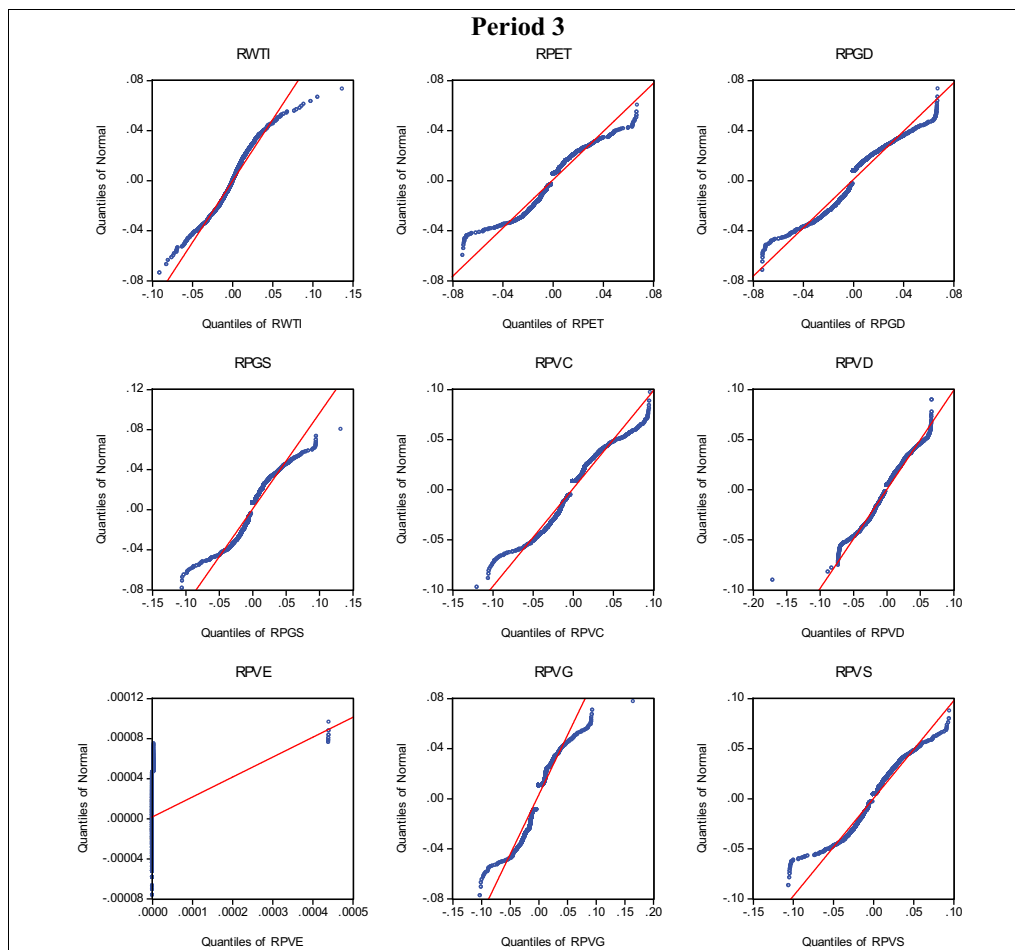 Period 3
RWTI RPET RPGD
.08 .08 .08
.04 .04 .04
.00 .00 .00
-.04 -.04 -.04
-.08 -.08 -.08
Quantiles of Normal Quantiles of Normal Quantiles of Normal
-.10 -.05 .00 .05 .10 .15 -.08 -.04 .00 .04 .08 -.08 -.04 .00 .04 .08
Quantiles of RWTI Quantiles of RPET Quantiles of RPGD
RPGS RPVC RPVD
.12 .10 .10
.08 .05 .05
.04 .00 .00
.00 -.05 -.05
-.04 -.10 -.10
-.08
Quantiles of Normal Quantiles of Normal Quantiles of Normal
-.15 -.10 -.05 .00 .05 .10 .15 -.15 -.10 -.05 .00 .05 .10 -.20 -.15 -.10 -.05 .00 .05 .10
Quantiles of RPGS Quantiles of RPVC Quantiles of RPVD
RPVE RPVG RPVS
.00012 .08 .10
.00008 .04 .05
.00004 .00 .00
.00000 -.04 -.05
-.00004 -.08 -.10
-.00008
Quantiles of Normal Quantiles of Normal Quantiles of Normal
.0000 .0001 .0002 .0003 .0004 .0005 -.15 -.10 -.05 .00 .05 .10 .15 .20 -.15 -.10 -.05 .00 .05 .10
Quantiles of RPVE Quantiles of RPVG Quantiles of RPVS